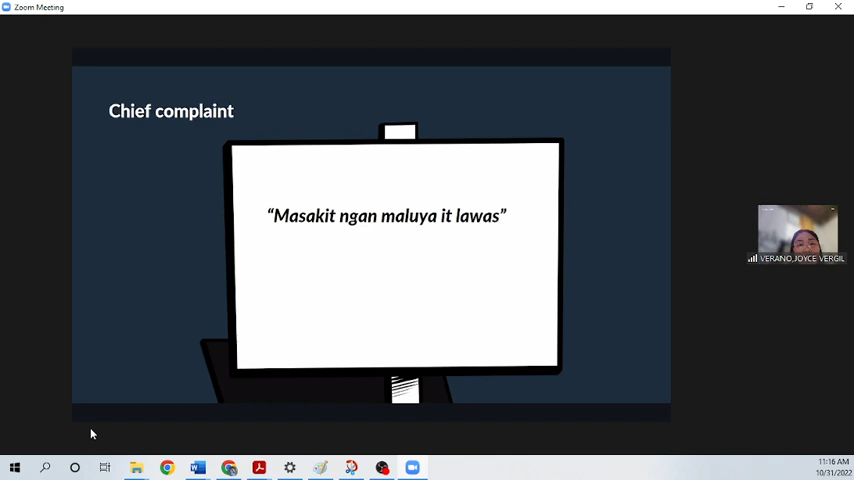 Zoom Meeting
Chief complaint
“Masakit ngan maluya it lawas”
VERANO,JOYCE VERGIL
11:16 AM
10/31/2022